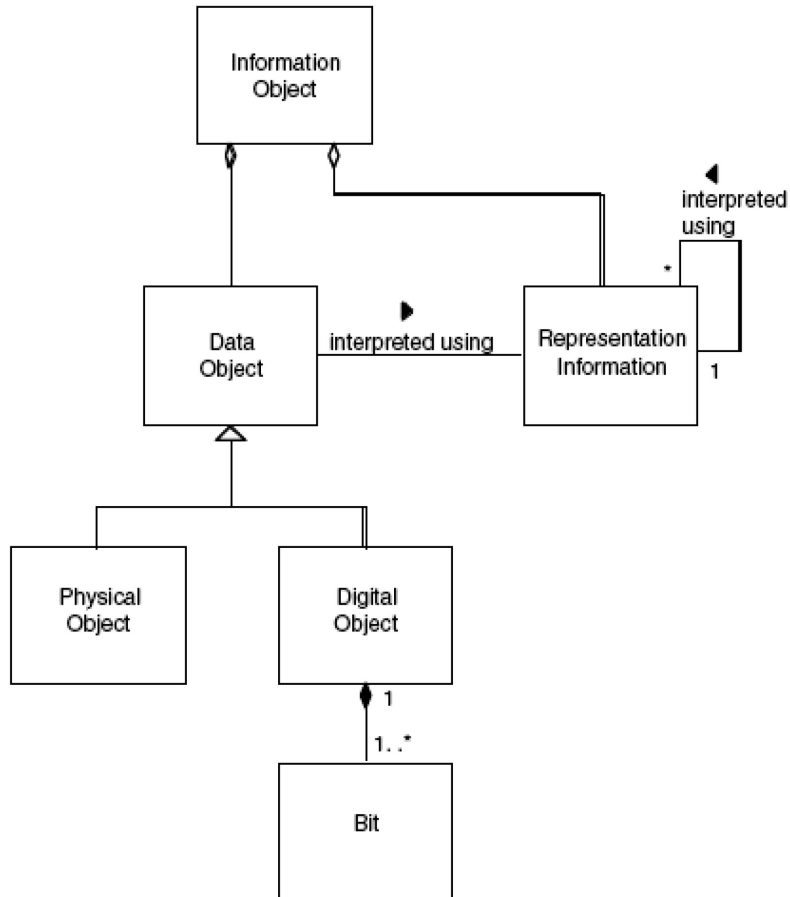 Information
Object
interpreted
using
*
Data
Object
interpreted using
Representation
Information
1
Physical
Object
Digital
Object
1
1..*
Bit